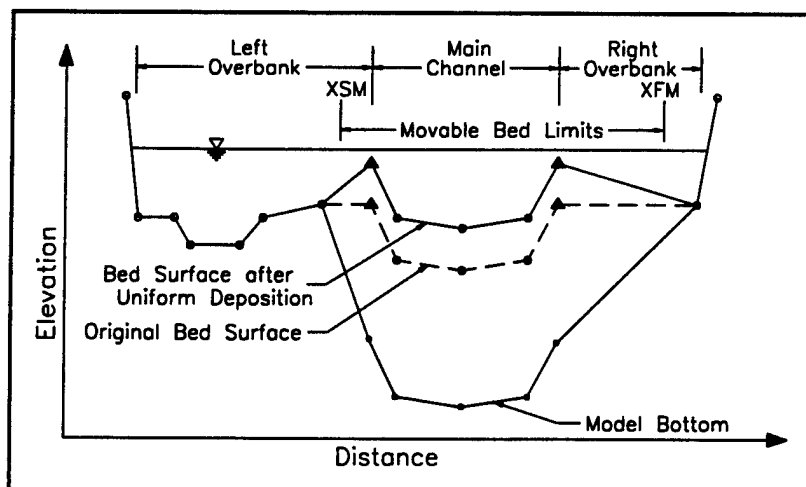 Left
Overbank
Main
Channel
Right
Overbank
XSM
XFM
Movable Bed Limits
Bed Surface after
Uniform Deposition
Original Bed Surface
Model Bottom
Elevation
Distance